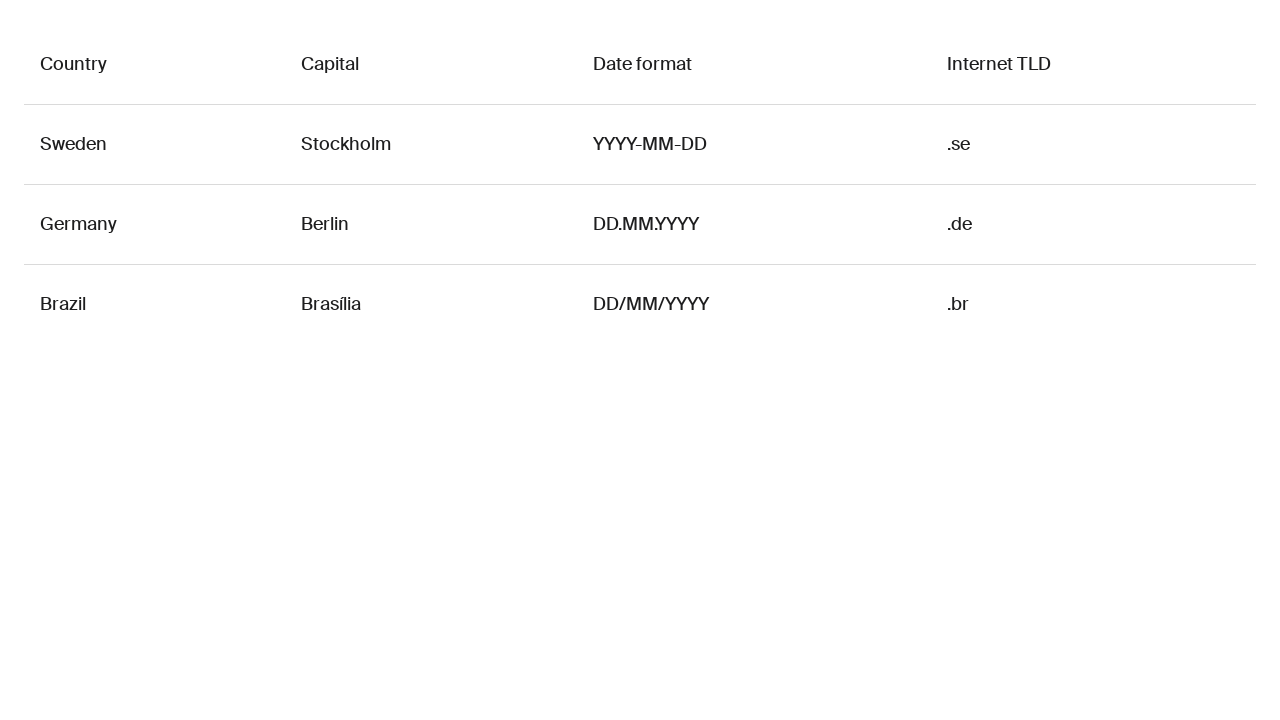 Country Capital Date format Internet TLD
Sweden Stockholm YYYY-MM-DD .se
Germany Berlin DD.MM.YYYY .de
Brazil Brasília DD/MM/YYYY .br